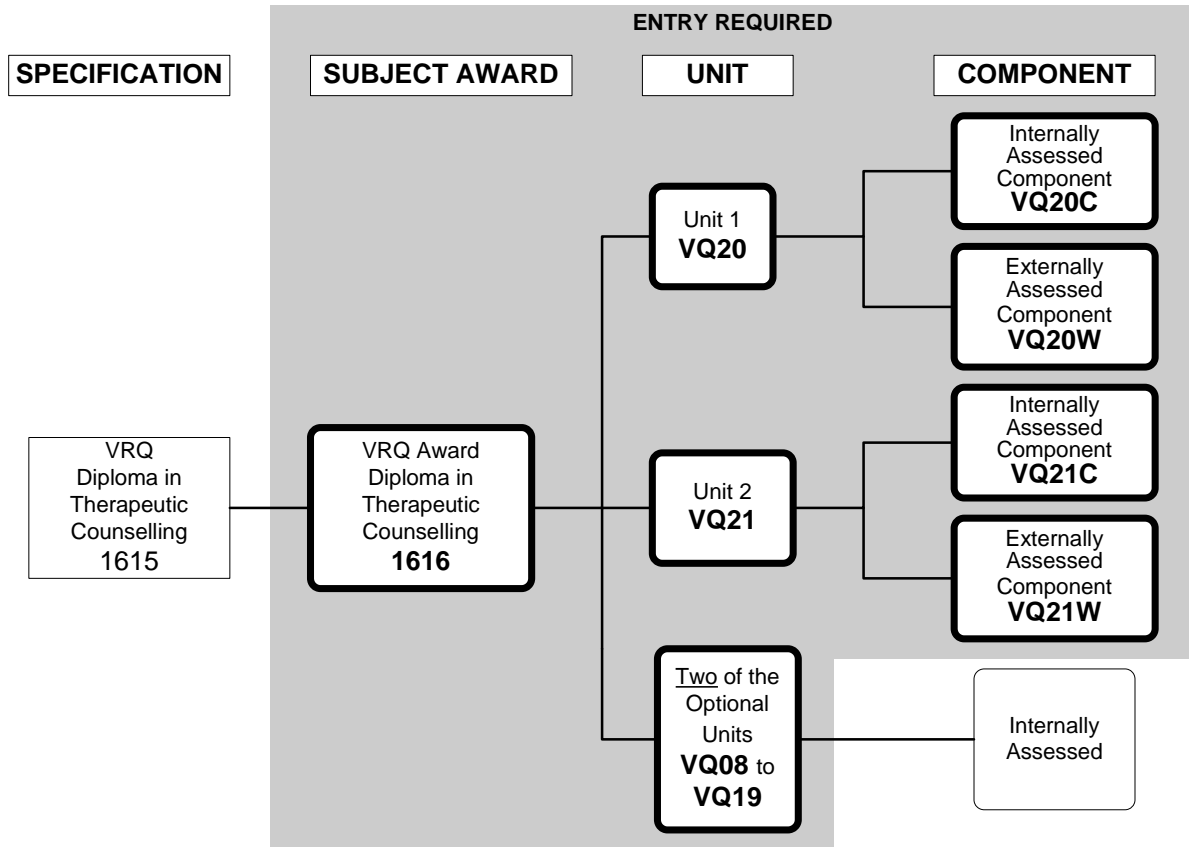 ENTRY REQUIRED
SPECIFICATION
SUBJECT AWARD
UNIT
COMPONENT
Internally
Assessed
Component
VQ20C
Unit 1
VQ20
Externally
Assessed
Component
VQ20W
Internally
Assessed
Component
VQ21C
VRQ
Diploma in
Therapeutic
Counselling
1615
VRQ Award
Diploma in
Therapeutic
Counselling
1616
Unit 2
VQ21
Externally
Assessed
Component
VQ21W
Two of the
Optional
Units
VQ08 to
VQ19
Internally
Assessed